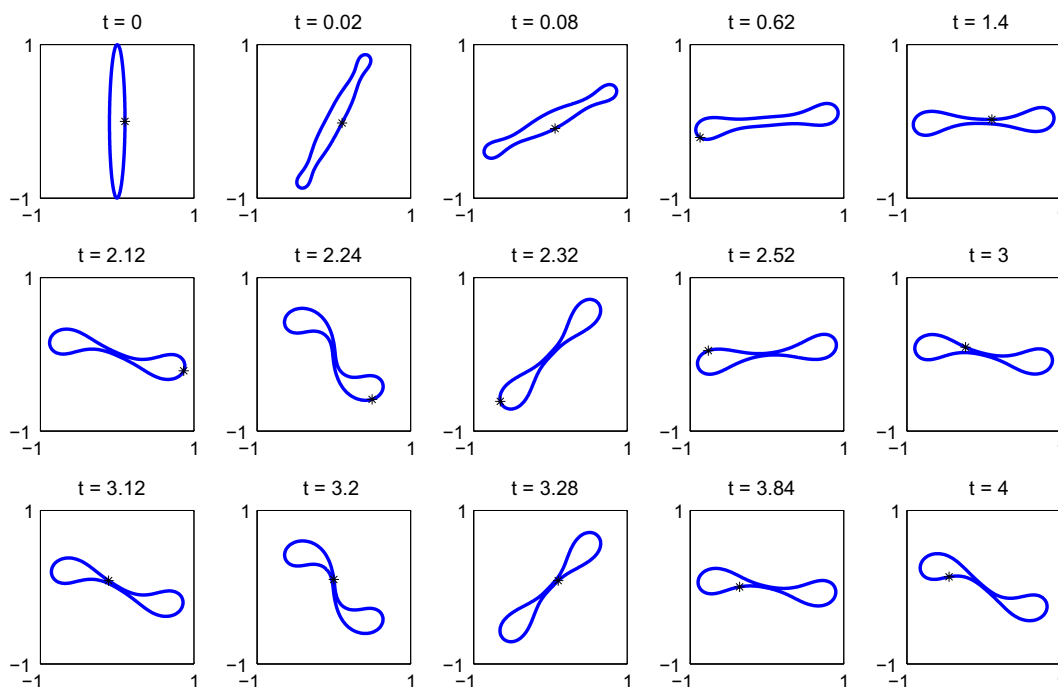 t = 0 t = 0.02 t = 0.08 t = 0.62 t = 1.4
1 1 1 1 1
−1 −1 −1 −1 −1
−1 1 −1 1 −1 1 −1 1 −1
t = 2.12 t = 2.24 t = 2.32 t = 2.52 t = 3
1 1 1 1 1
−1 −1 −1 −1 −1
−1 1 −1 1 −1 1 −1 1 −1
t = 3.12 t = 3.2 t = 3.28 t = 3.84 t = 4
1 1 1 1 1
−1 −1 −1 −1 −1
−1 1 −1 1 −1 1 −1 1 −1